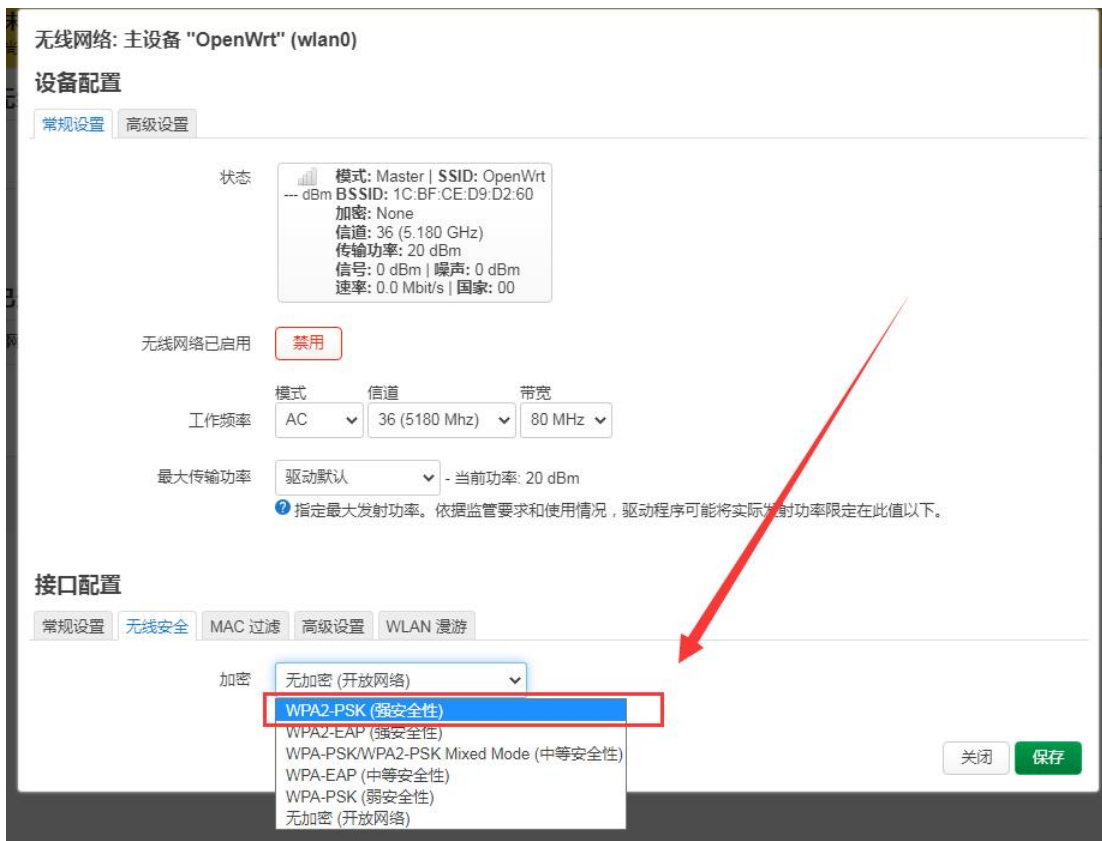 无线网络: 主设备 "OpenWrt" (wlan0)
设备配置
常规设置 高级设置
状态
模式: Master | SSID: OpenWrt
--- dBm BSSID: 1C:BF:CE:D9:D2:60
加密: None
信道: 36 (5.180 GHz)
传输功率: 20 dBm
信号: 0 dBm | 噪声: 0 dBm
速率: 0.0 Mbit/s | 国家: 00
无线网络已启用 禁用
模式 信道 带宽
工作频率 AC 36 (5180 Mhz) 80 MHz
最大传输功率 驱动默认 - 当前功率: 20 dBm
指定最大发射功率。依据监管要求和使用情况，驱动程序可能将实际发射功率限定在此值以下。
接口配置
常规设置 无线安全 MAC 过滤 高级设置 WLAN 漫游
加密 无加密 (开放网络)
WPA2-PSK (强安全性)
WPA2-EAP (强安全性)
WPA-PSK/WPA2-PSK Mixed Mode (中等安全性)
WPA-EAP (中等安全性)
WPA-PSK (弱安全性)
无加密 (开放网络)
关闭 保存